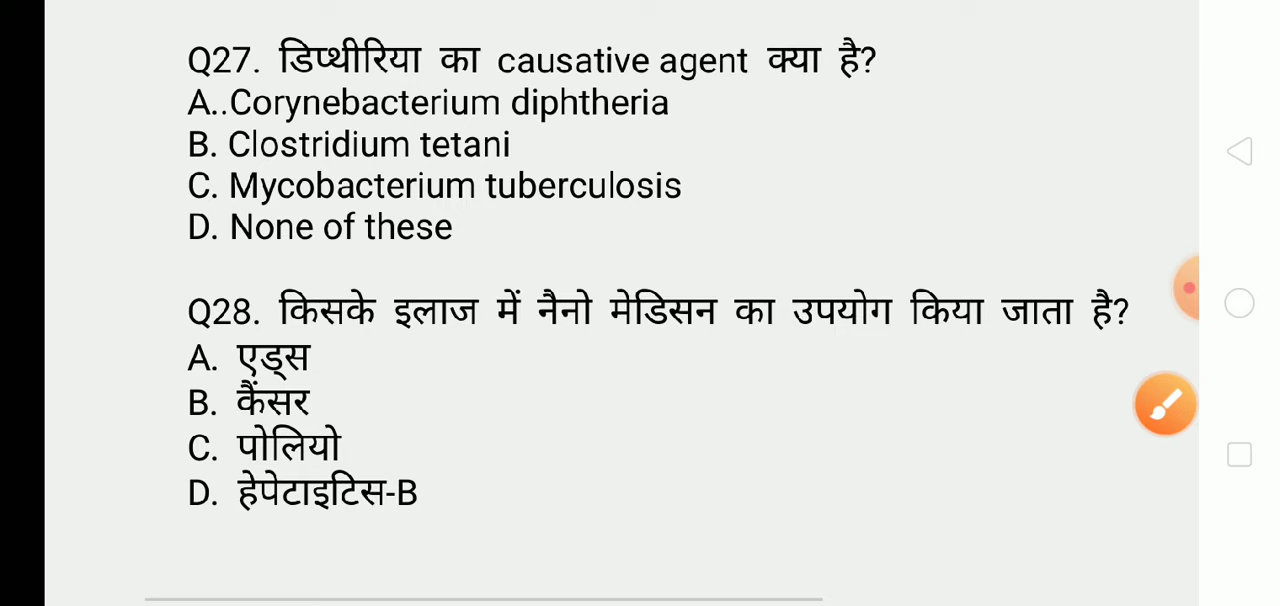 Q27. डिप्थीरिया का causative agent क्या है?
A..Corynebacterium diphtheria
B. Clostridium tetani
C. Mycobacterium tuberculosis
D. None of these
Q28. किसके इलाज में नैनो मेडिसन का उपयोग किया जाता है?
A. एड्स
B. कैंसर
C. पोलियो
D. हेपेटाइटिस-B